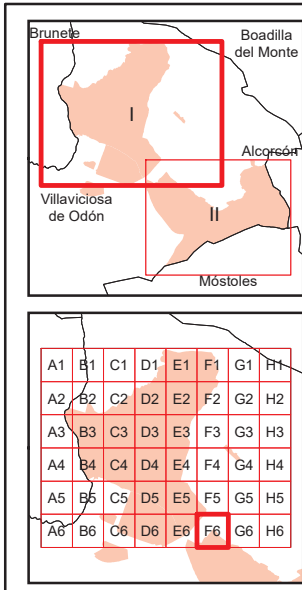 Brunete
Boadilla
del Monte
I
Alcorcón
Villaviciosa
de Odón
II
Móstoles
A1 B1 C1 D1 E1 F1 G1 H1
A2 B2 C2 D2 E2 F2 G2 H2
A3 B3 C3 D3 E3 F3 G3 H3
A4 B4 C4 D4 E4 F4 G4 H4
A5 B5 C5 D5 E5 F5 G5 H5
A6 B6 C6 D6 E6 F6 G6 H6